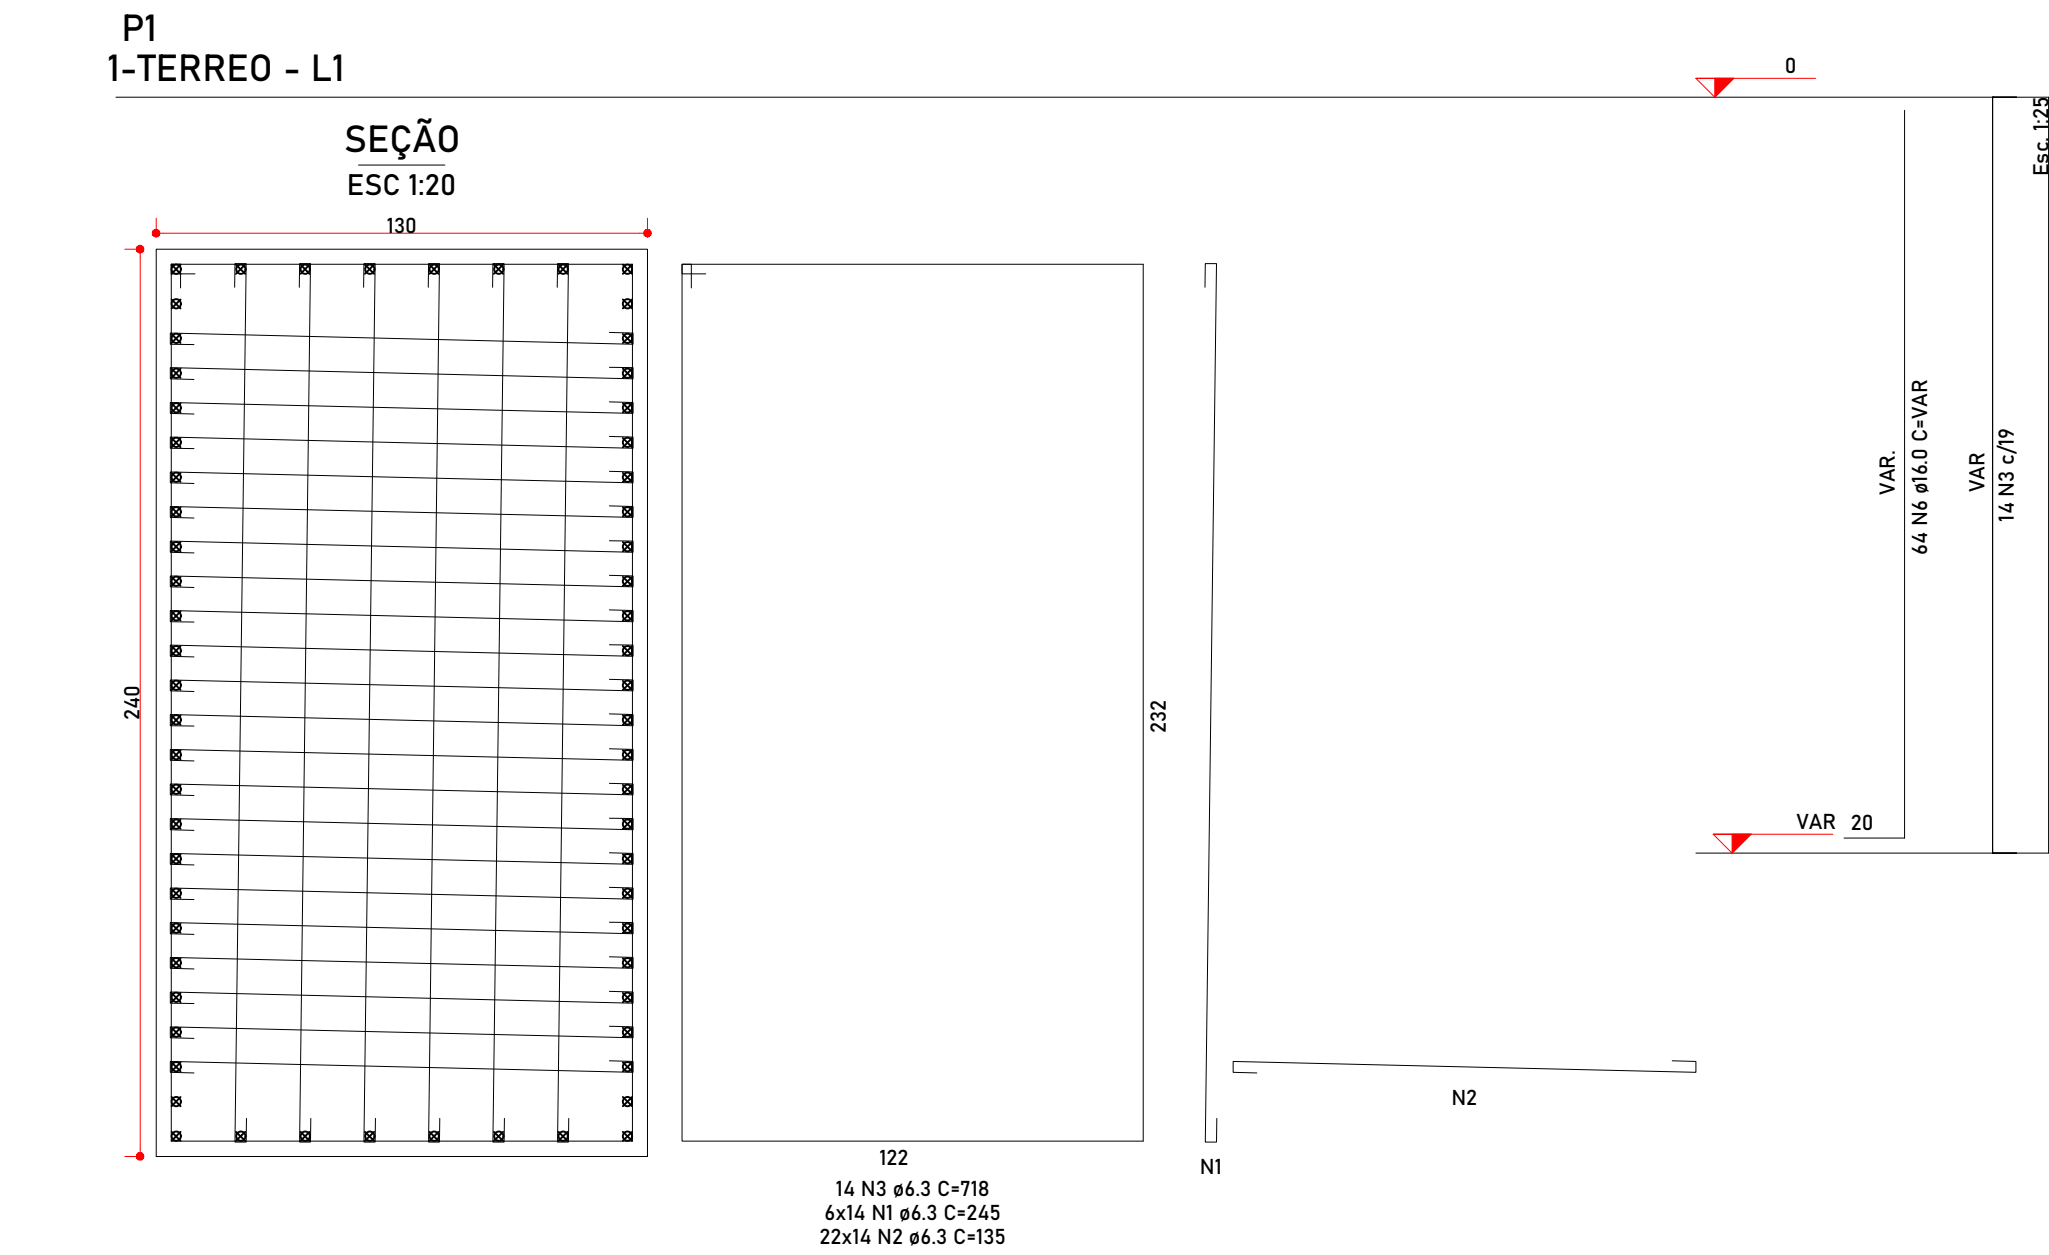 P1
1-TERREO - L1
SEÇÃO
ESC 1:20
130
240
122
232
14 N3 ø6.3 C=718
6x14 N1 ø6.3 C=245
22x14 N2 ø6.3 C=135
N1
N2
0
VAR
20
VAR.
64 N6 ø16.0 C=VAR
VAR
14 N3 c/19
Esc. 1:25